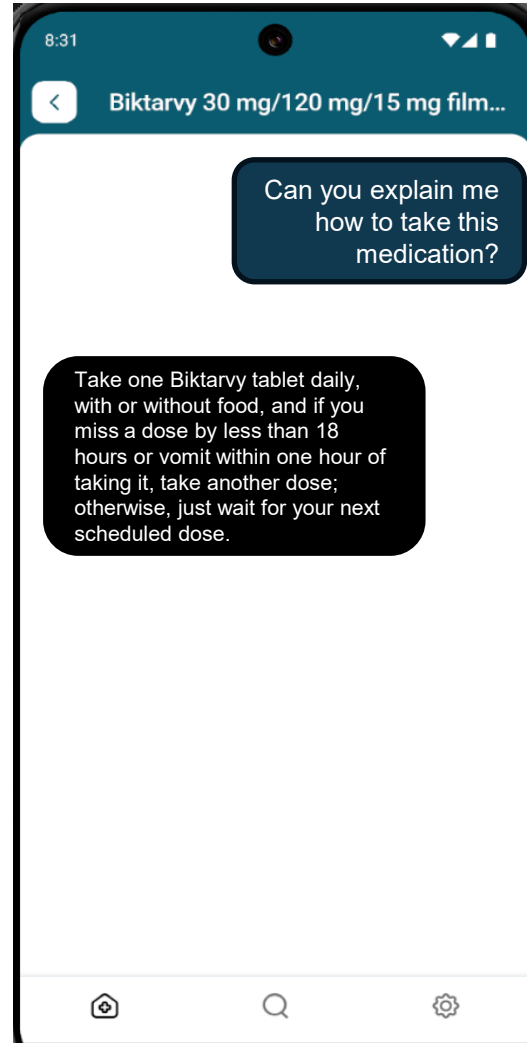 8:31
Biktarvy 30 mg/120 mg/15 mg film...
Can you explain me
how to take this
medication?
Take one Biktarvy tablet daily,
with or without food, and if you
miss a dose by less than 18
hours or vomit within one hour of
taking it, take another dose;
otherwise, just wait for your next
scheduled dose.